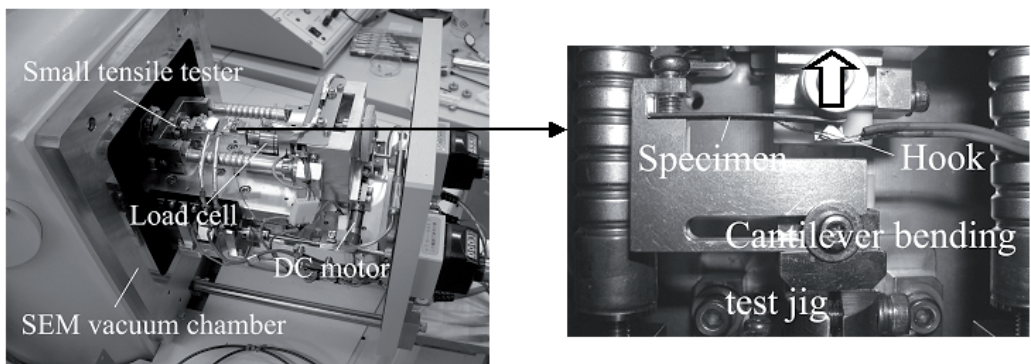 Small tensile tester
Load cell
DC motor
SEM vacuum chamber
Specimen
Hook
Cantilever bending
test jig